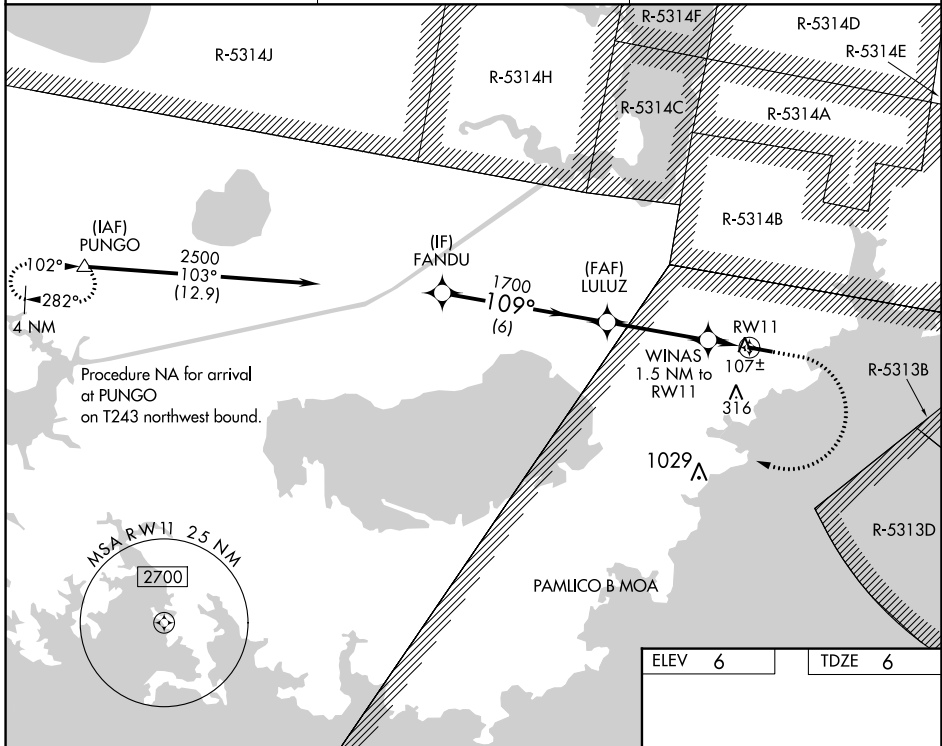 R-5314F
R-5314D
R-5314J
R-5314E
R-5314H
R-5314C
R-5314A
R-5314B
(IAF)
PUNGO
102°
282°
4 NM
2500
103°
(12.9)
(IF)
FANDU
1700
109°
(6)
(FAF)
LULUZ
WINAS
1.5 NM to
RW11
RW11
107±
316
1029
R-5313B
R-5313D
Procedure NA for arrival
at PUNGO
on T243 northwest bound.
MSA RW11 25 NM
2700
PAMLICO B MOA
ELEV 6
TDZE 6